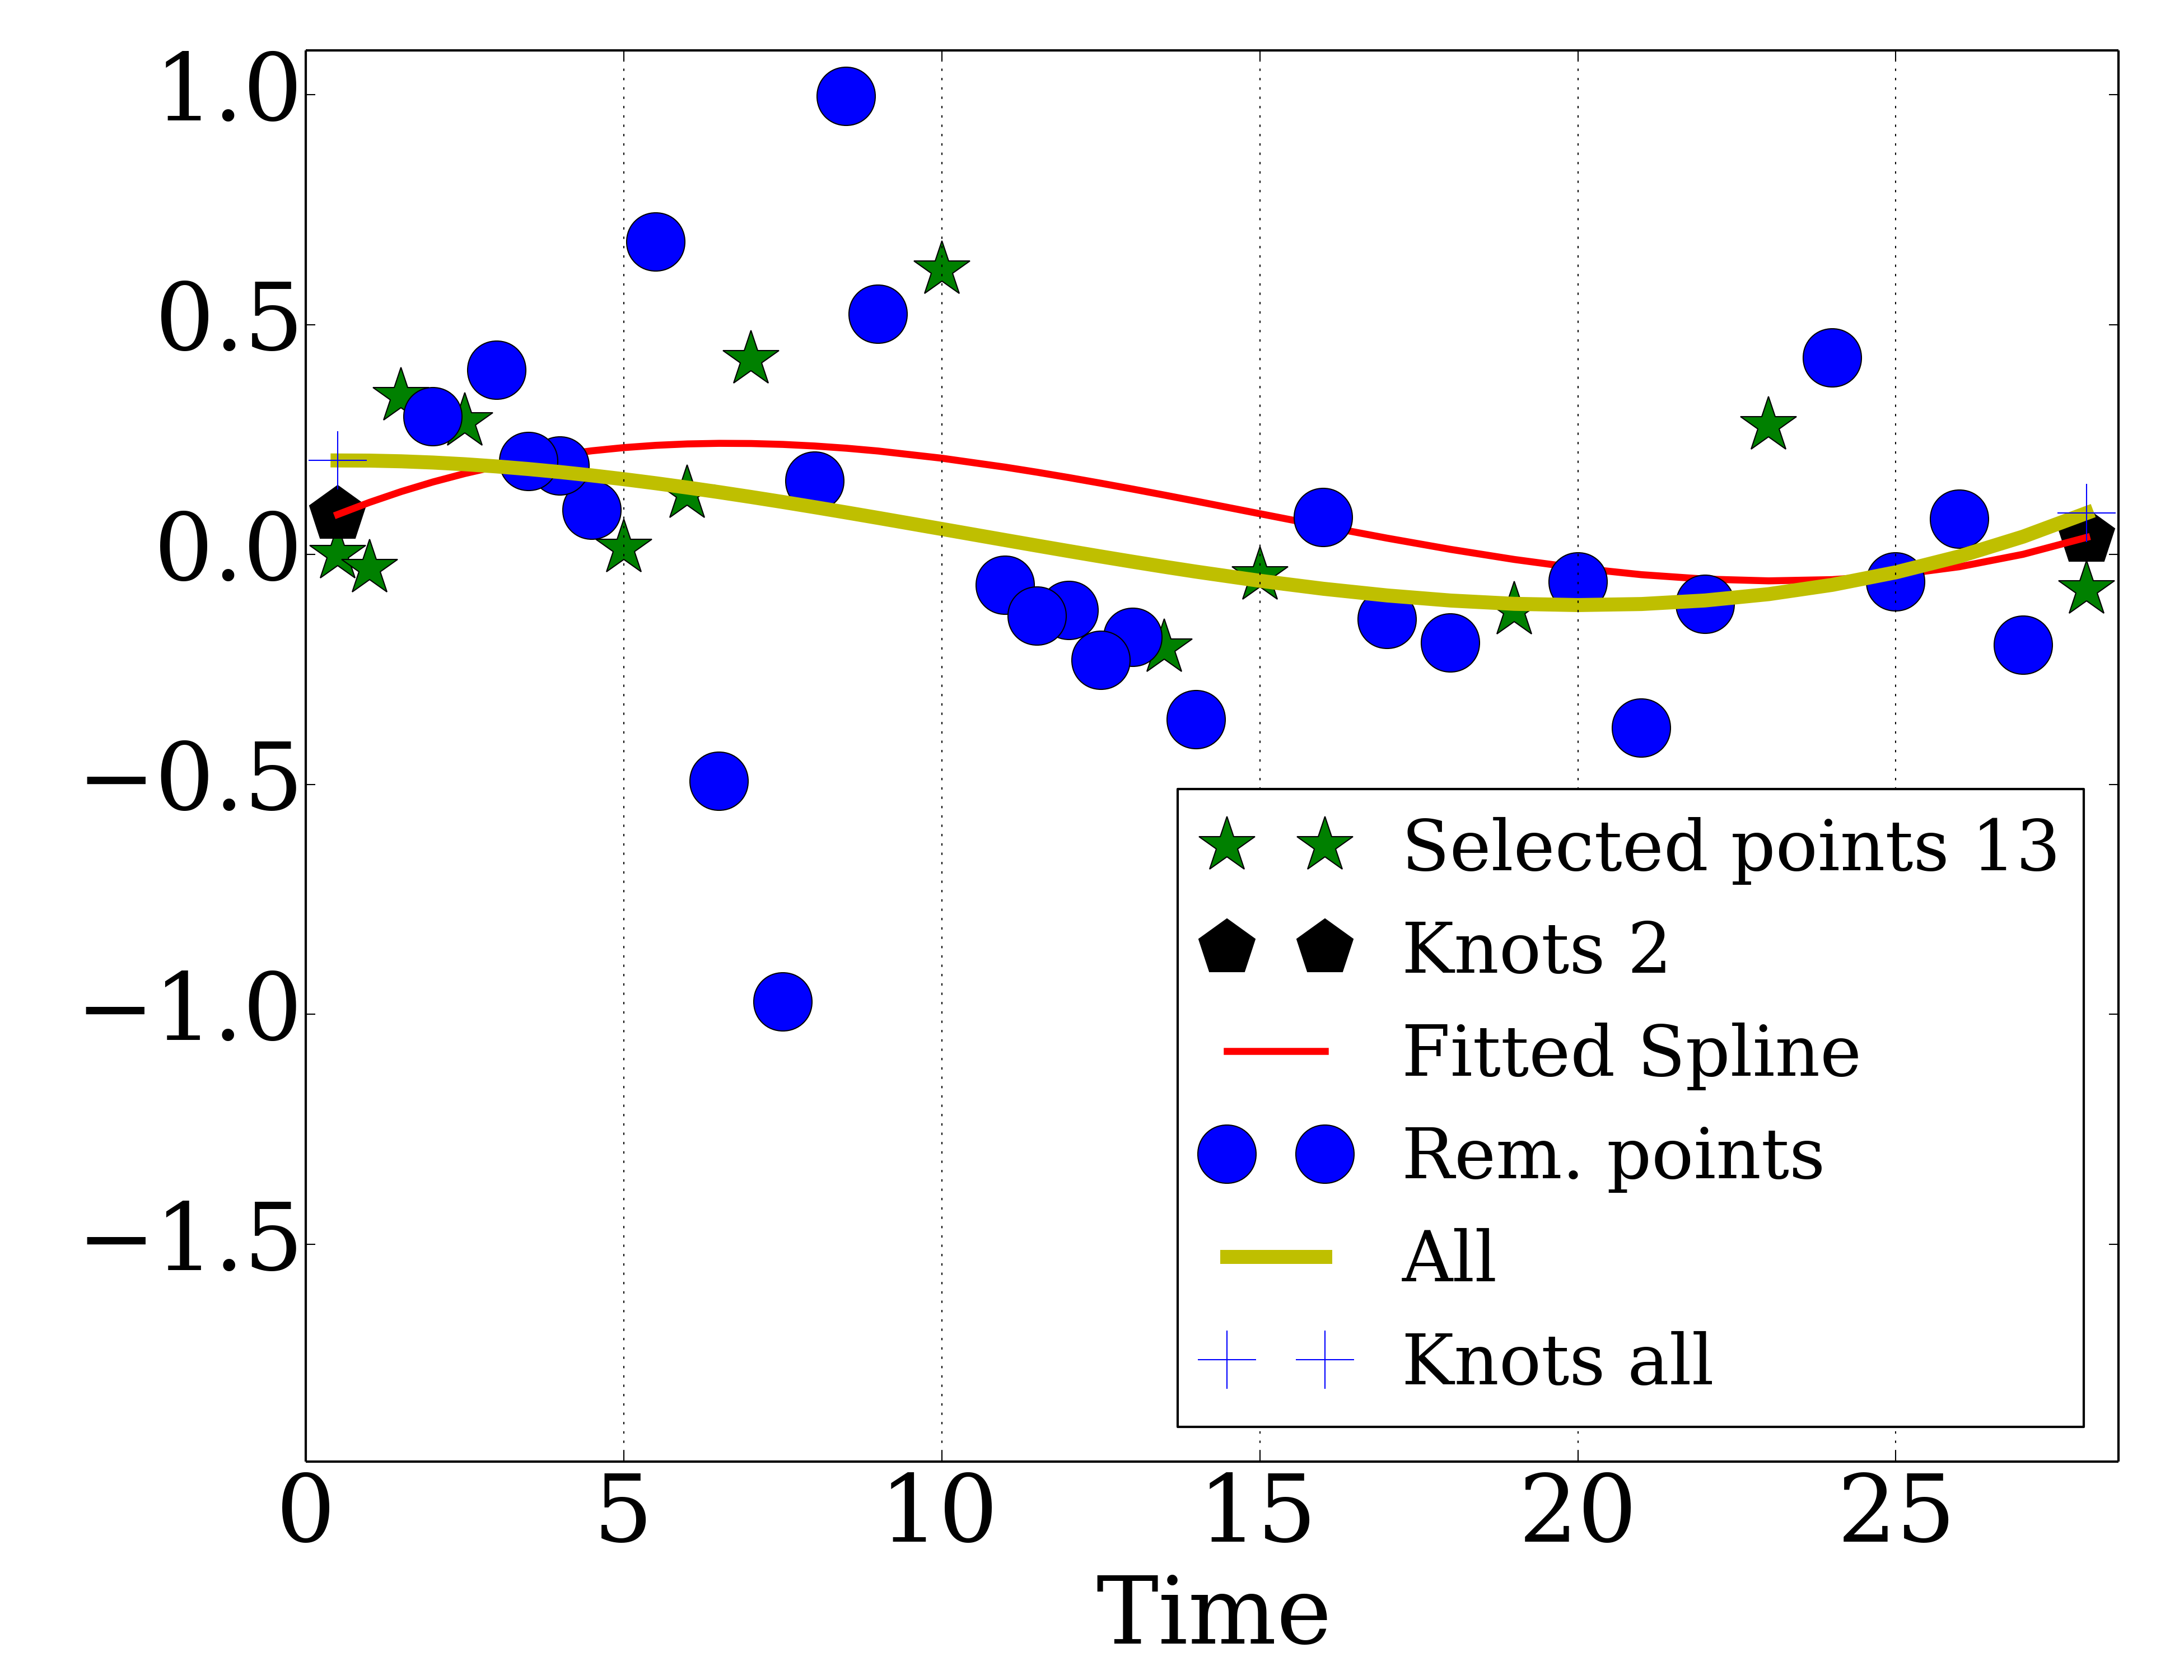 1.0
0.5
0.0
−0.5
−1.0
−1.5
Selected points 13
Knots 2
Fitted Spline
Rem. points
All
Knots all
0 5 10 15 20 25
Time